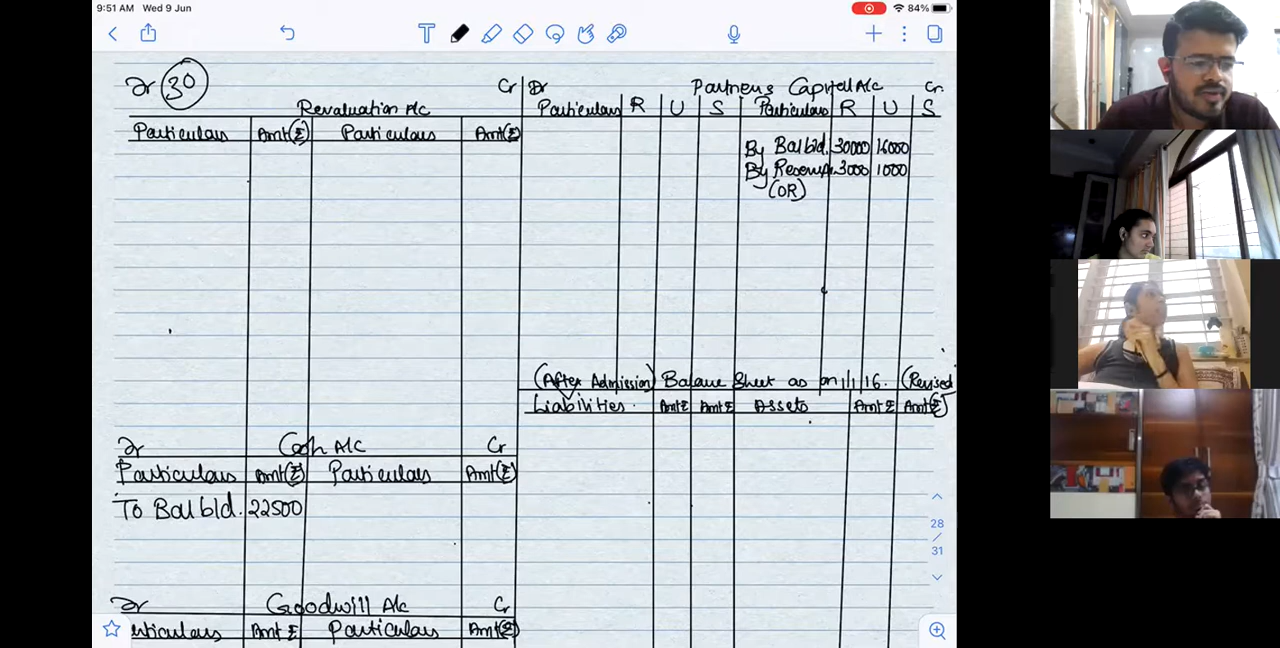 9:51 AM Wed 9 Jun
84%
Dr 30 Cr
Revaluation A/c
Particulars Amt(₹) Particulars Amt(₹)
Dr Partners Capital A/c Cr.
Particulars R U S Particulars R U S
By Bal b/d. 30000 16000
By Reserve 3000 1000
(OR)
(After Admission) Balance Sheet as on 1/1/16. (Revised)
Liabilities. Amt ₹ Amt ₹ Assets Amt ₹ Amt(₹)
Dr Cash A/c Cr
Particulars Amt(₹) Particulars Amt(₹)
To Bal b/d. 22500
28
/
31
Dr Goodwill A/c Cr
rticulars Amt ₹ Particulars Amt(₹)